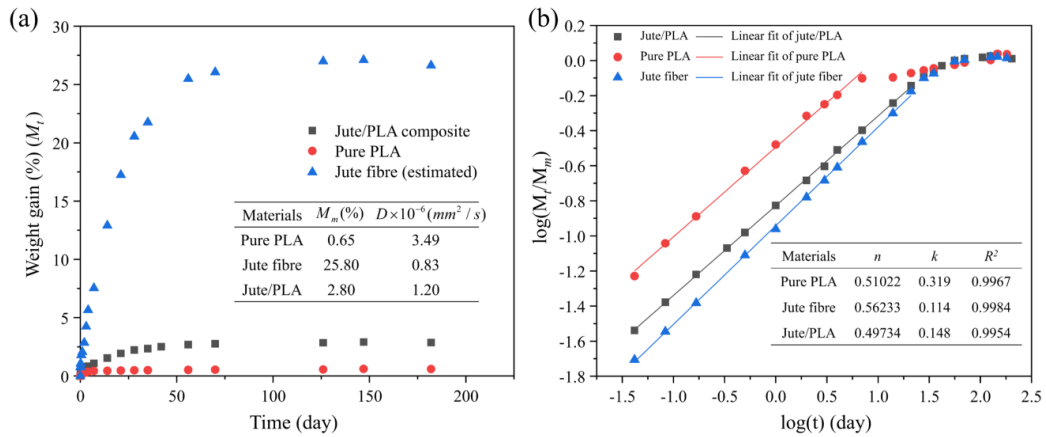 (a)
30
25
20
15
10
5
0
0
50
100
150
200
Weight gain (%) (M_t)
Time (day)
Jute/PLA composite
Pure PLA
Jute fibre (estimated)
Materials M_m(%) D×10⁻⁶(mm² / s)
Pure PLA 0.65 3.49
Jute fibre 25.80 0.83
Jute/PLA 2.80 1.20
(b)
Jute/PLA Linear fit of jute/PLA
Pure PLA Linear fit of pure PLA
Jute fiber Linear fit of jute fiber
0.2
0.0
-0.2
-0.4
-0.6
-0.8
-1.0
-1.2
-1.4
-1.6
-1.8
-1.5
-1.0
-0.5
0.0
0.5
1.0
1.5
2.0
2.5
log(M_t/M_m)
log(t) (day)
Materials n k R²
Pure PLA 0.51022 0.319 0.9967
Jute fibre 0.56233 0.114 0.9984
Jute/PLA 0.49734 0.148 0.9954